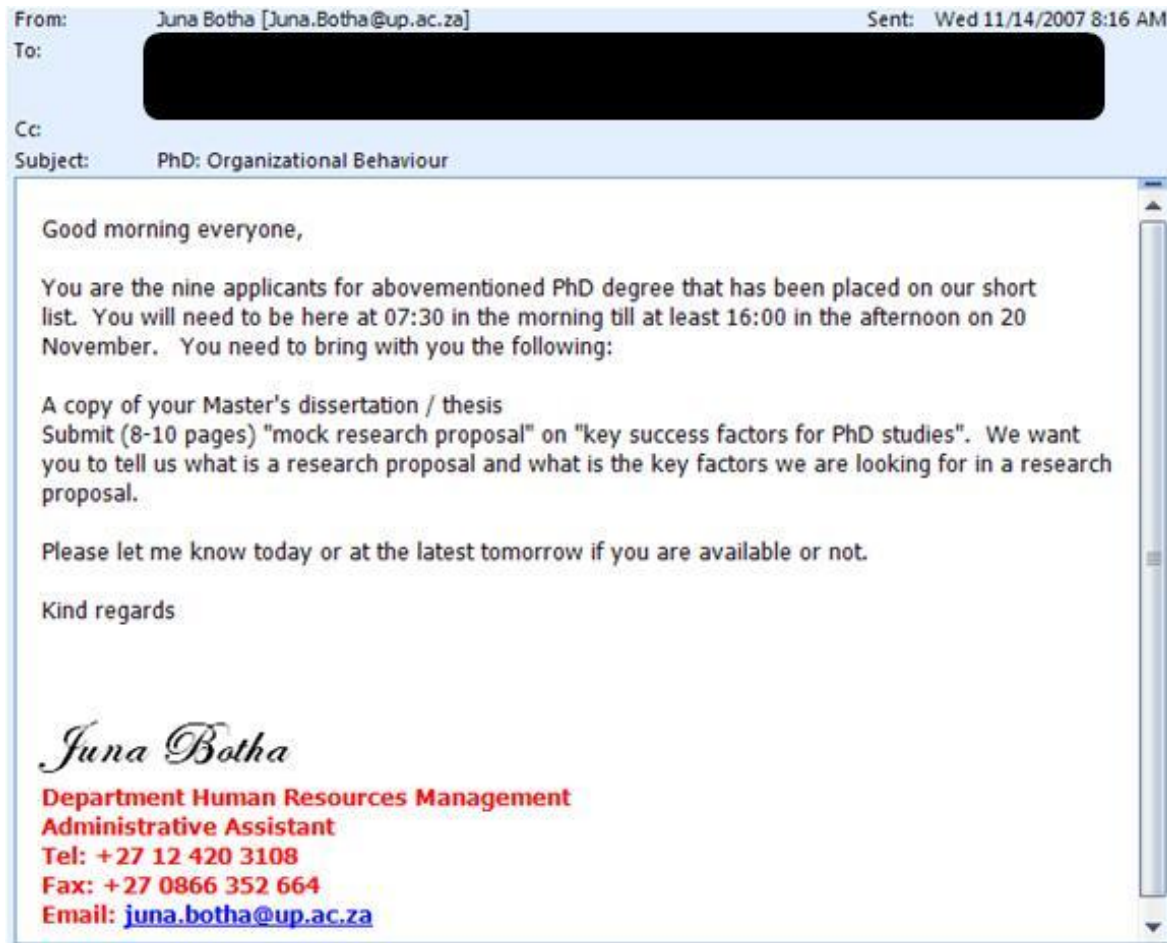 From: Juna Botha [Juna.Botha@up.ac.za] Sent: Wed 11/14/2007 8:16 AM
To:
Cc:
Subject: PhD: Organizational Behaviour
Good morning everyone,
You are the nine applicants for abovementioned PhD degree that has been placed on our short
list. You will need to be here at 07:30 in the morning till at least 16:00 in the afternoon on 20
November. You need to bring with you the following:
A copy of your Master's dissertation / thesis
Submit (8-10 pages) "mock research proposal" on "key success factors for PhD studies". We want
you to tell us what is a research proposal and what is the key factors we are looking for in a research
proposal.
Please let me know today or at the latest tomorrow if you are available or not.
Kind regards
Juna Botha
Department Human Resources Management
Administrative Assistant
Tel: +27 12 420 3108
Fax: +27 0866 352 664
Email: juna.botha@up.ac.za